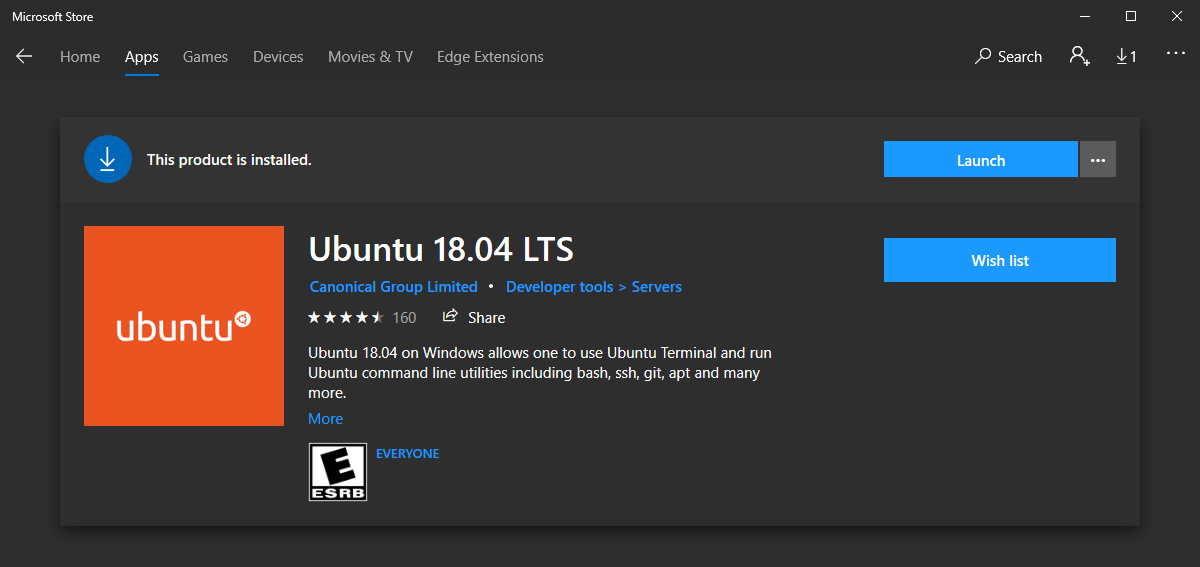 Microsoft Store
Home Apps Games Devices Movies & TV Edge Extensions Search 1
This product is installed. Launch
ubuntu
Ubuntu 18.04 LTS
Wish list
Canonical Group Limited • Developer tools > Servers
160 Share
Ubuntu 18.04 on Windows allows one to use Ubuntu Terminal and run
Ubuntu command line utilities including bash, ssh, git, apt and many
more.
More
E
ESRB
EVERYONE